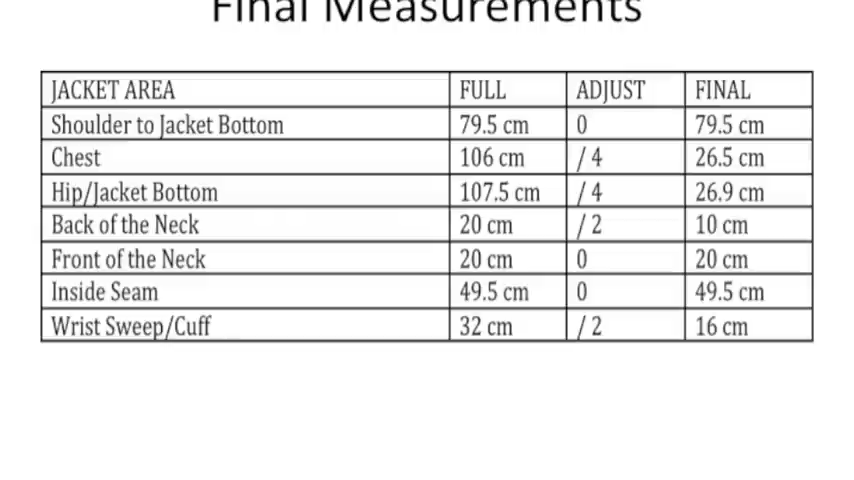 Final Measurements
JACKET AREA FULL ADJUST FINAL
Shoulder to Jacket Bottom 79.5 cm 0 79.5 cm
Chest 106 cm / 4 26.5 cm
Hip/Jacket Bottom 107.5 cm / 4 26.9 cm
Back of the Neck 20 cm / 2 10 cm
Front of the Neck 20 cm 0 20 cm
Inside Seam 49.5 cm 0 49.5 cm
Wrist Sweep/Cuff 32 cm / 2 16 cm